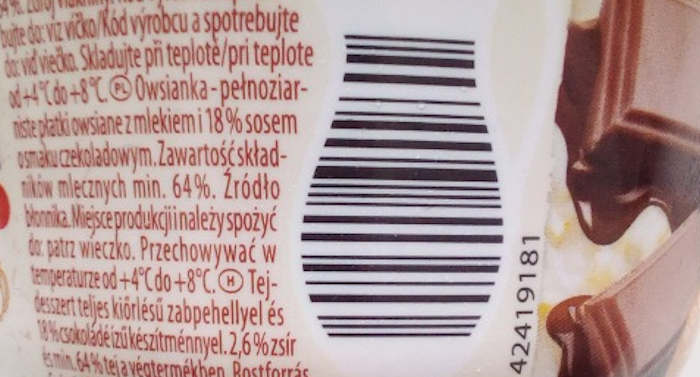 bujte do: viz víčko/Kód výrobcu a spotrebujte
do: viď viečko. Skladujte při teplotě/pri teplote
od +4°C do +8°C. PL Owsianka - pełnoziar-
niste płatki owsiane z mlekiem i 18% sosem
o smaku czekoladowym. Zawartość skład-
ników mlecznych min. 64%. Źródło
błonnika. Miejsce produkcji i należy spożyć
do: patrz wieczko. Przechowywać w
temperaturze od +4°C do +8°C. H Tej-
desszert teljes kiőrlésű zabpehellyel és
18% csokoládé ízű készítménnyel. 2,6% zsír
és min. 64% tej a végtermékben. Rostforrás
42419181